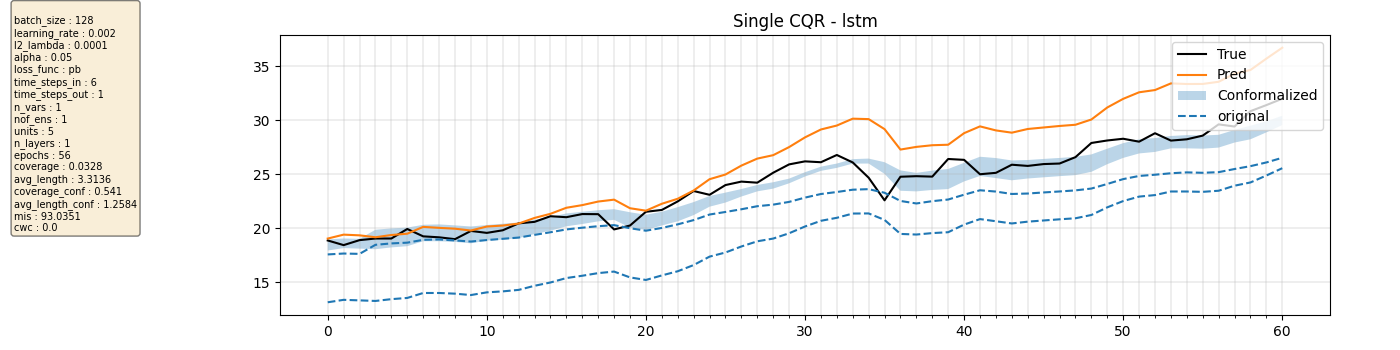 Single CQR - lstm
batch_size : 128
learning_rate : 0.002
l2_lambda : 0.0001
alpha : 0.05
loss_func : pb
time_steps_in : 6
time_steps_out : 1
n_vars : 1
nof_ens : 1
units : 5
n_layers : 1
epochs : 56
coverage : 0.0328
avg_length : 3.3136
coverage_conf : 0.541
avg_length_conf : 1.2584
mis : 93.0351
cwc : 0.0
35
30
25
20
15
True
Pred
Conformalized
original
0 10 20 30 40 50 60